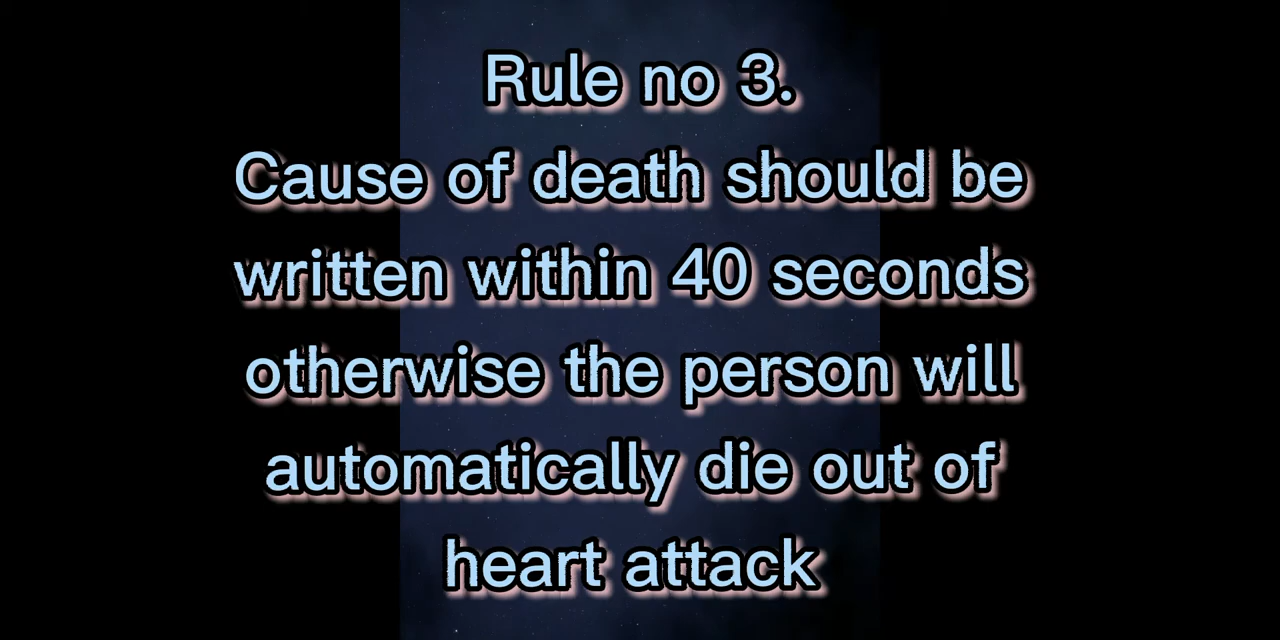 Rule no 3.
Cause of death should be
written within 40 seconds
otherwise the person will
automatically die out of
heart attack